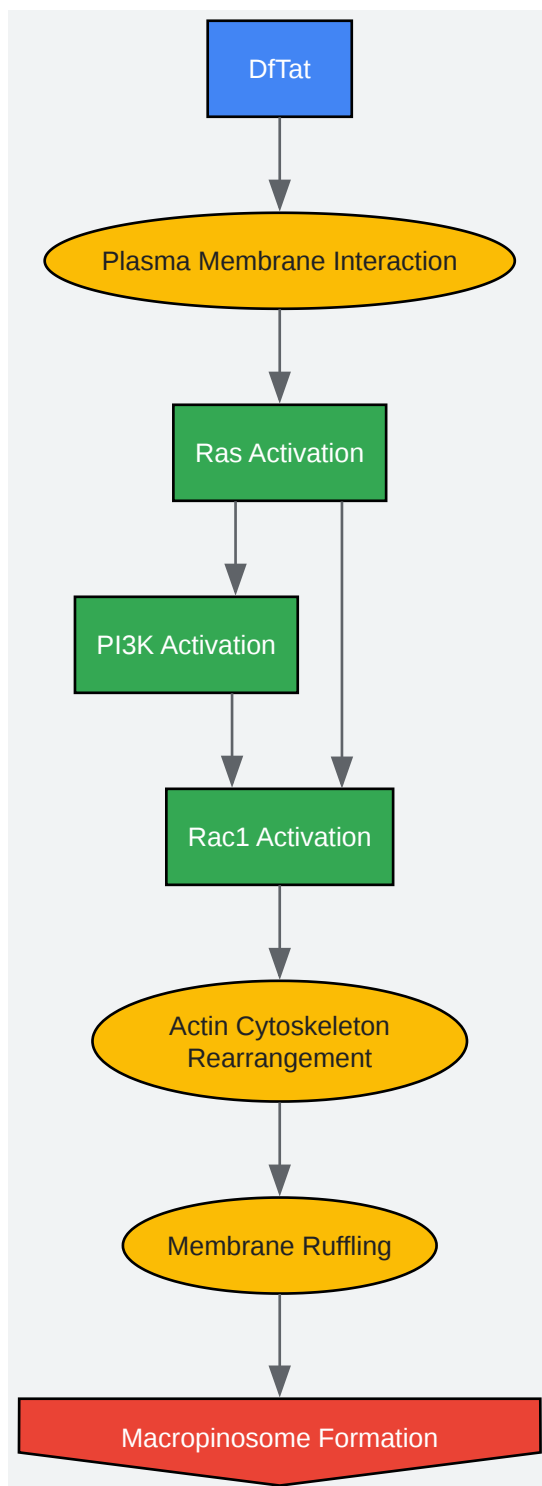 DfTat
Plasma Membrane Interaction
Ras Activation
PI3K Activation
Rac1 Activation
Actin Cytoskeleton
Rearrangement
Membrane Ruffling
Macropinosome Formation